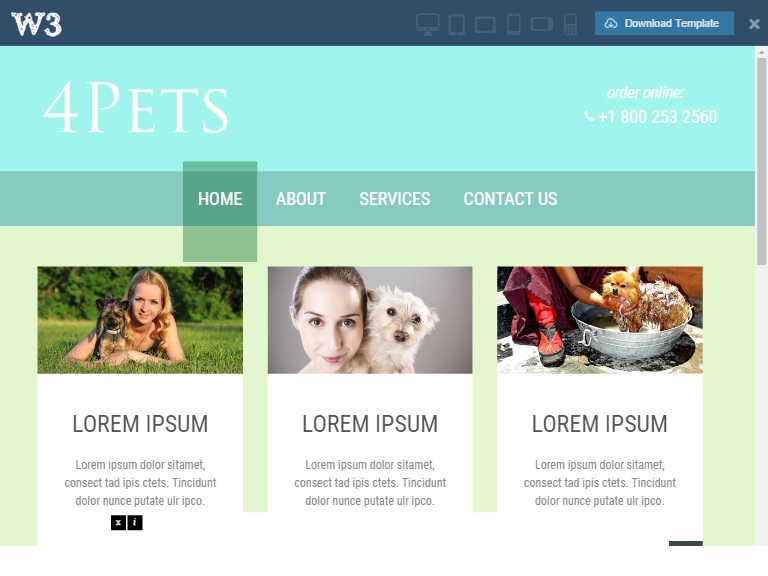 W3
Download Template
4PETS
order online:
+1 800 253 2560
HOME ABOUT SERVICES CONTACT US
LOREM IPSUM
Lorem ipsum dolor sitamet,
consect tad ipis ctets. Tincidunt
dolor nunce putate ulr ipco.
LOREM IPSUM
Lorem ipsum dolor sitamet,
consect tad ipis ctets. Tincidunt
dolor nunce putate ulr ipco.
LOREM IPSUM
Lorem ipsum dolor sitamet,
consect tad ipis ctets. Tincidunt
dolor nunce putate ulr ipco.
x i